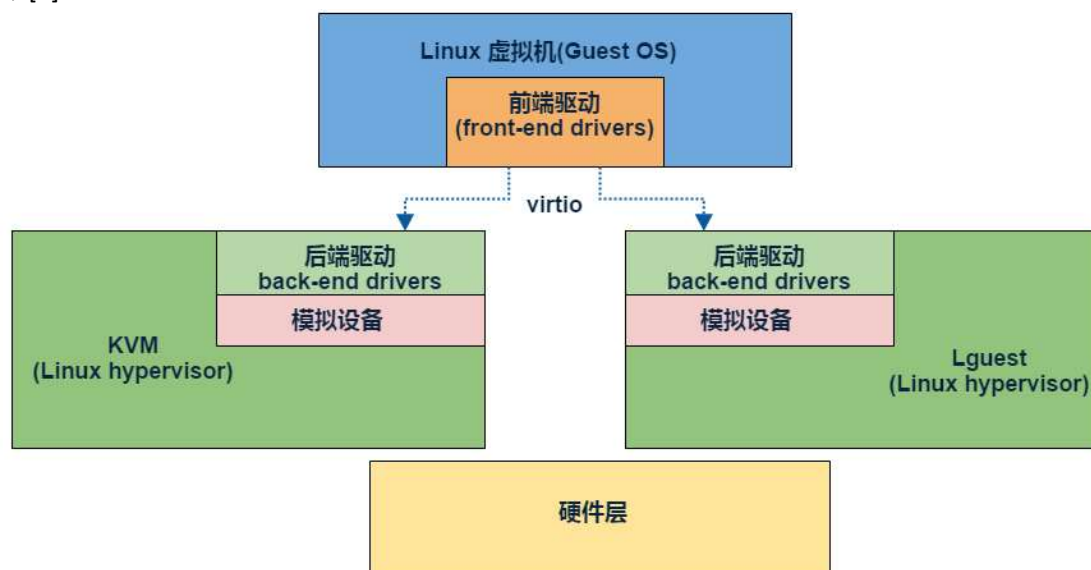 Linux 虚拟机(Guest OS)
前端驱动
(front-end drivers)
virtio
后端驱动
back-end drivers
模拟设备
KVM
(Linux hypervisor)
后端驱动
back-end drivers
模拟设备
Lguest
(Linux hypervisor)
硬件层